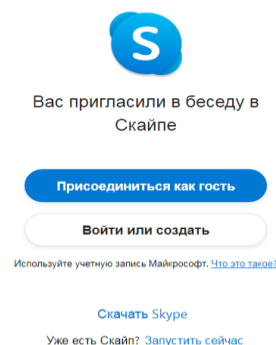 S
Вас пригласили в беседу в
Скайпе
Присоединиться как гость
Войти или создать
Используйте учетную запись Майкрософт. Что это такое?
Скачать Skype
Уже есть Скайп? Запустить сейчас